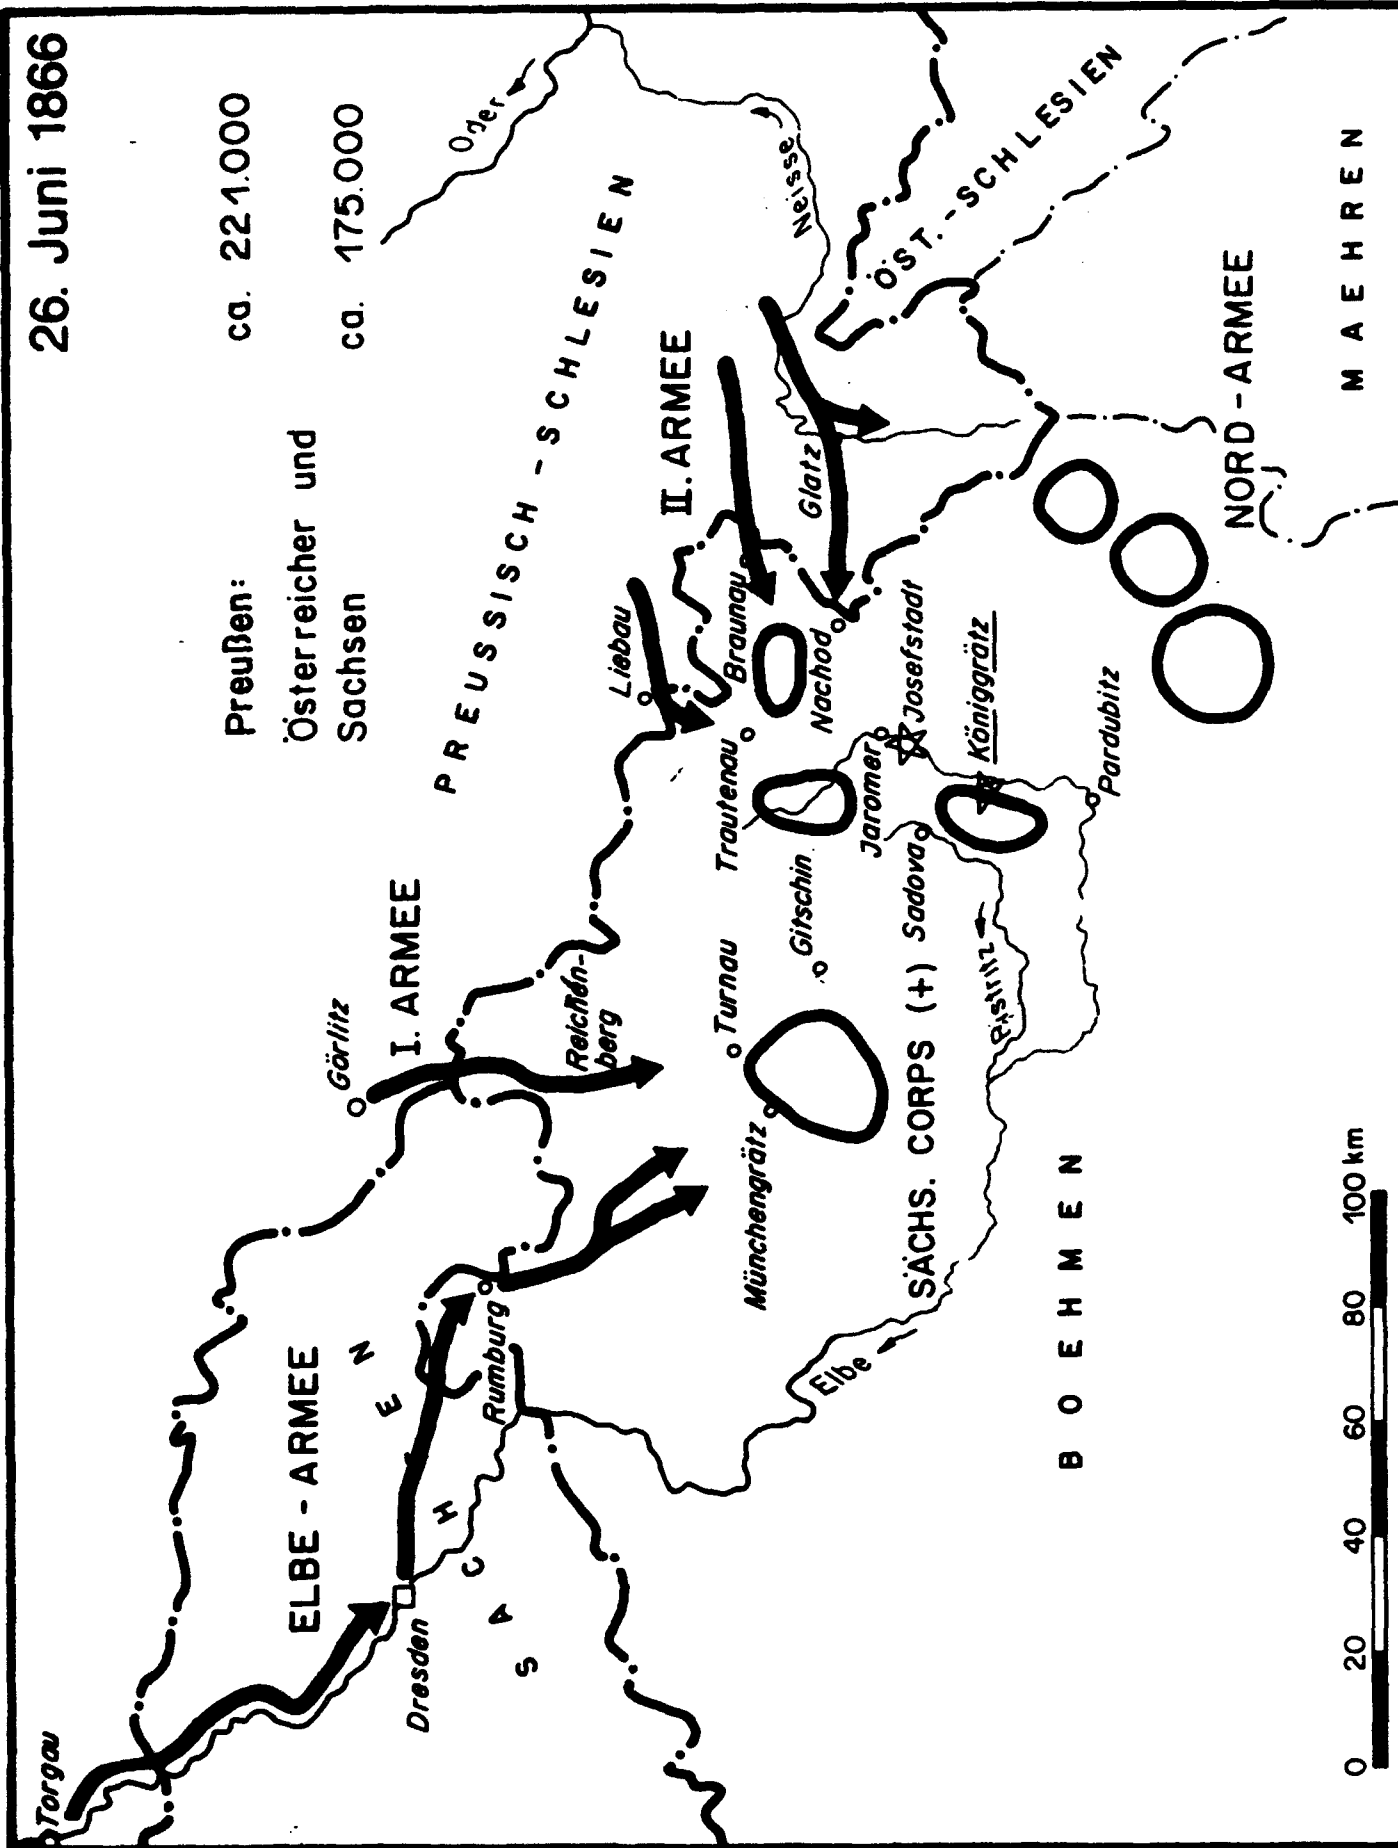 26. Juni 1866
Preußen: ca. 221.000
Österreicher und
Sachsen ca. 175.000
Torgau
ELBE - ARMEE
Dresden
SACHSEN
Rumburg
Görlitz
I. ARMEE
Reichen-
berg
PREUSSISCH - SCHLESIEN
Oder
Liebau
II. ARMEE
Neisse
Braunau
Glatz
ÖST. - SCHLESIEN
Trautenau
Nachod
Turnau
Gitschin
Jaromer
Josefstadt
Münchengrätz
SÄCHS. CORPS (+)
Sadova
Königgrätz
Bistritz
Pardubitz
NORD - ARMEE
Elbe
BOEHMEN
MAEHREN
0 20 40 60 80 100 km